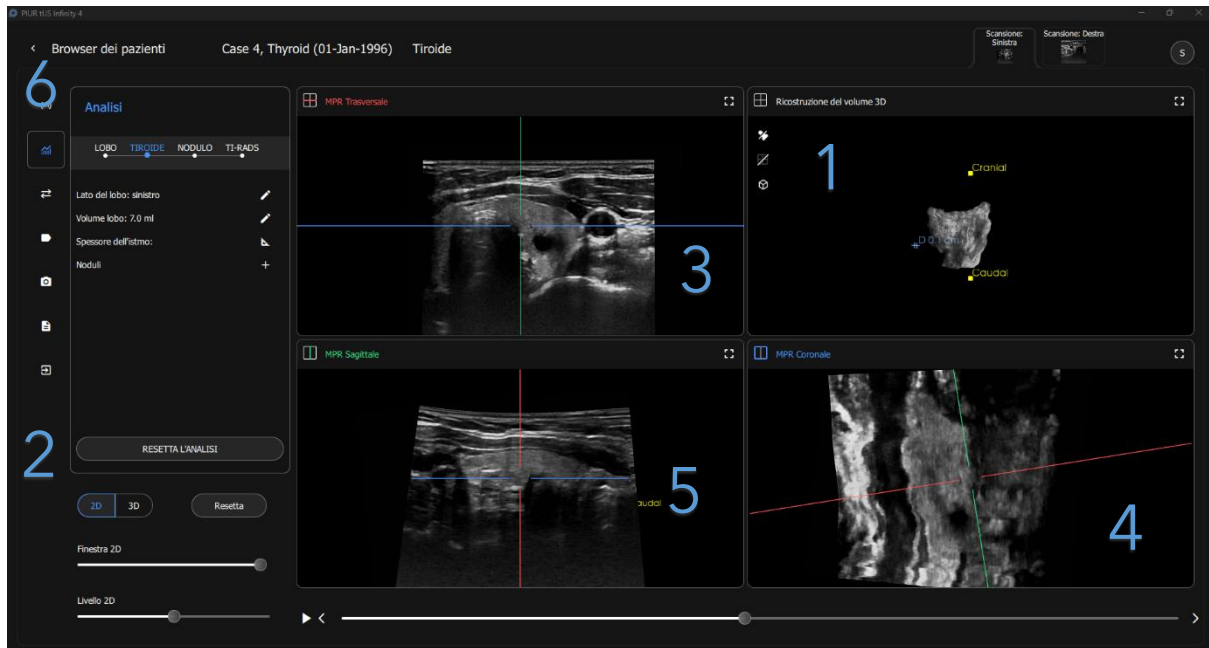 PIUR tUS Infinity 4
Browser dei pazienti
Case 4, Thyroid (01-Jan-1996)
Tiroide
Scansione: Sinistra
Scansione: Destra
S
6
Analisi
LOBO TIROIDE NODULO TI-RADS
Lato del lobo: sinistro
Volume lobo: 7.0 ml
Spessore dell'istmo:
Noduli
RESETTA L'ANALISI
2
2D 3D Resetta
Finestra 2D
Livello 2D
MPR Trasversale
3
Ricostruzione del volume 3D
1
Cranial
Caudal
MPR Sagittale
audal
5
MPR Coronale
4